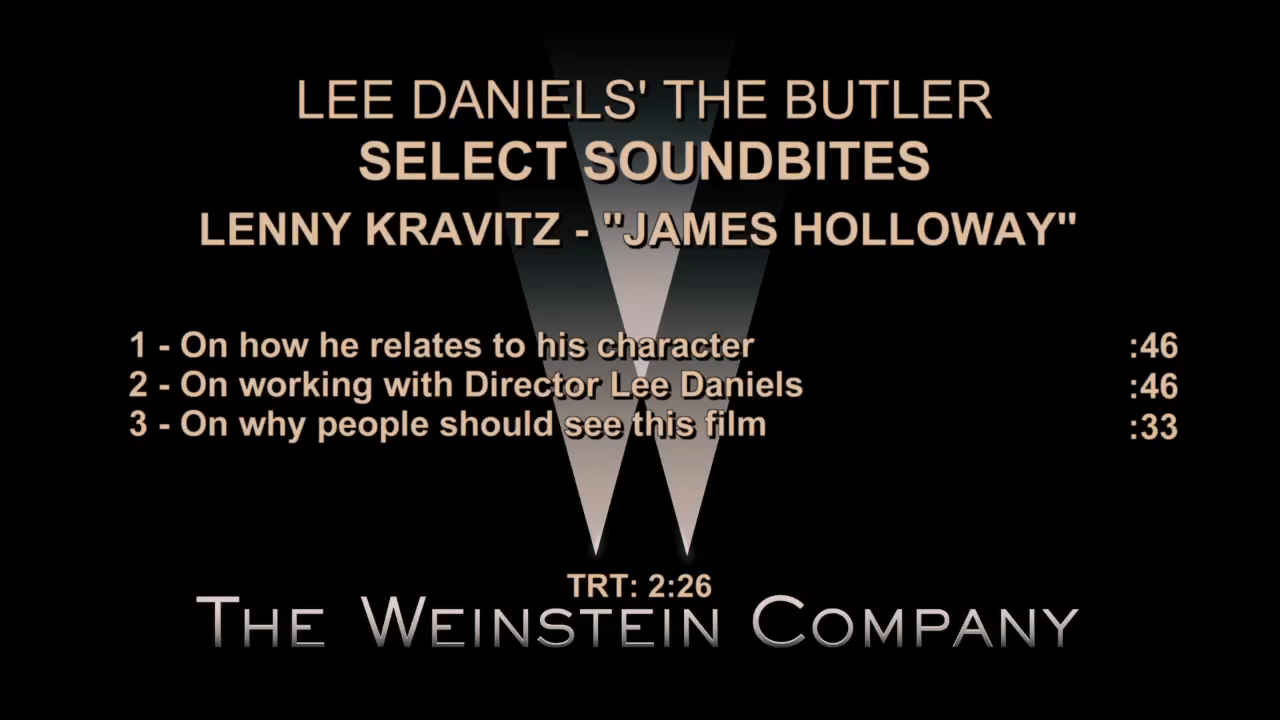 LEE DANIELS' THE BUTLER
SELECT SOUNDBITES
LENNY KRAVITZ - "JAMES HOLLOWAY"
1 - On how he relates to his character :46
2 - On working with Director Lee Daniels :46
3 - On why people should see this film :33
TRT: 2:26
THE WEINSTEIN COMPANY